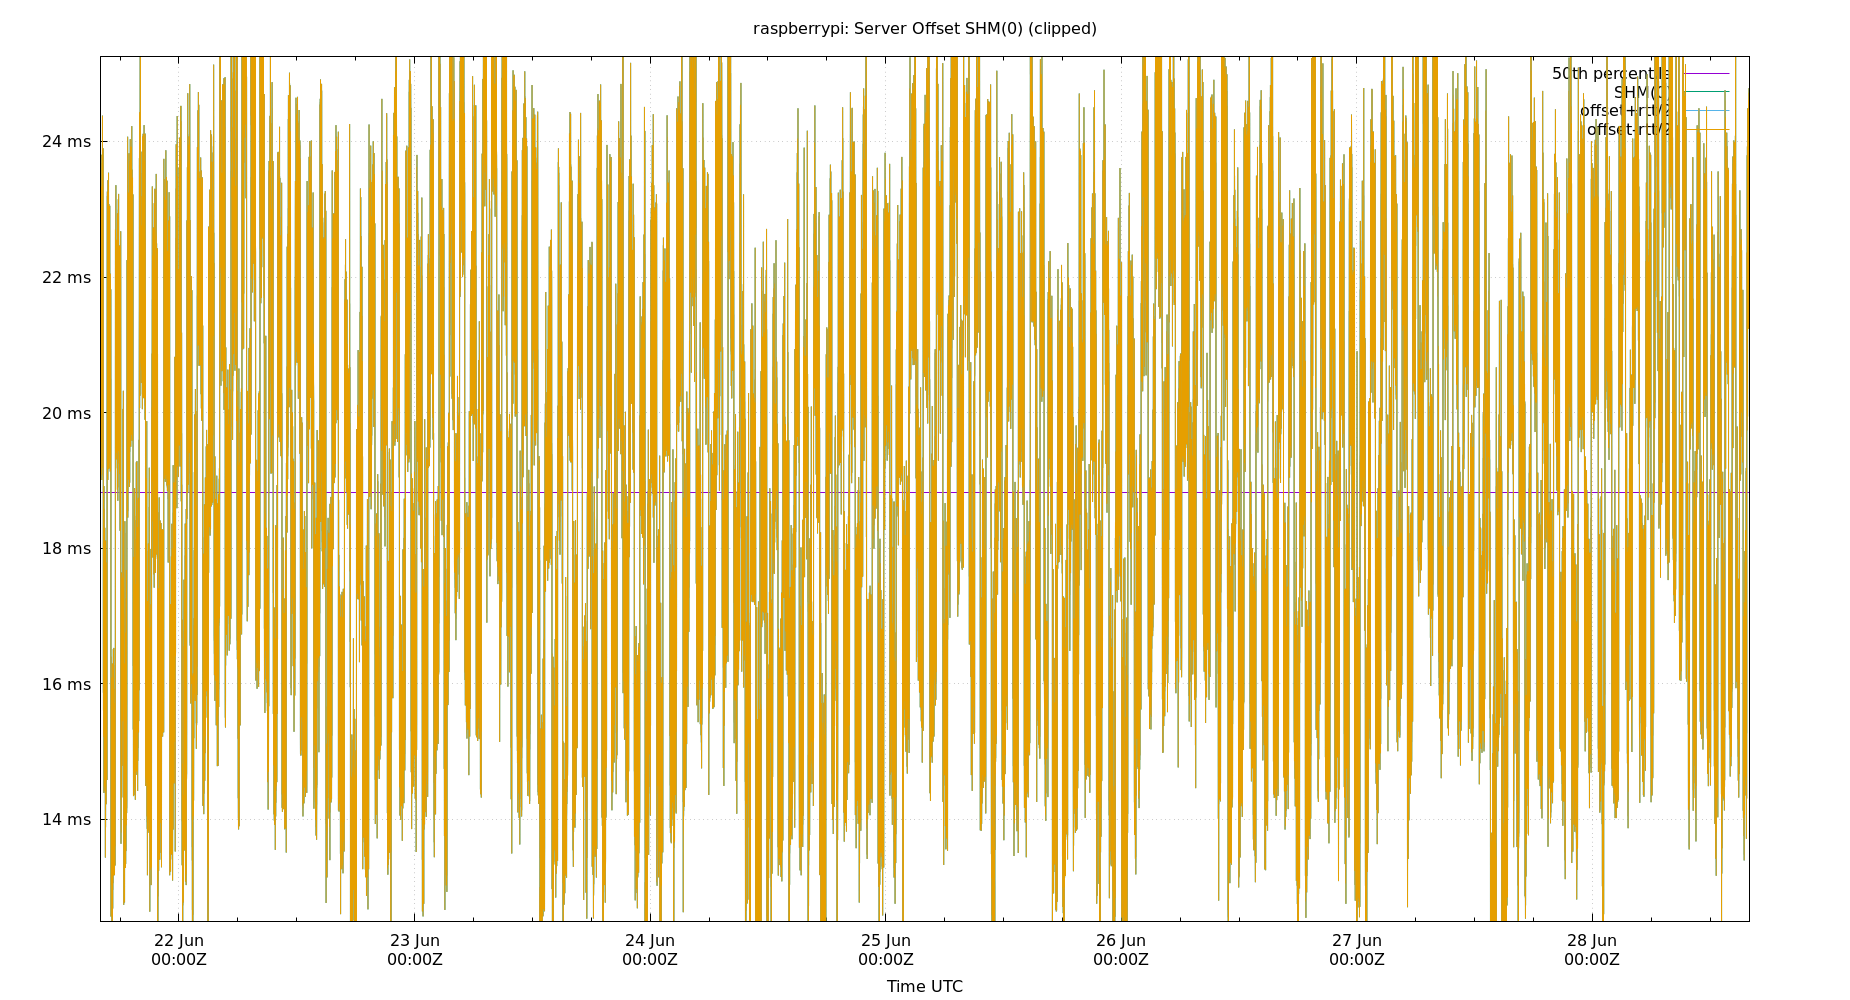 raspberrypi: Server Offset SHM(0) (clipped)
50th percentile
SHM(0)
offset+rtt/2
offset-rtt/2
24 ms
22 ms
20 ms
18 ms
16 ms
14 ms
22 Jun 23 Jun 24 Jun 25 Jun 26 Jun 27 Jun 28 Jun
00:00Z 00:00Z 00:00Z 00:00Z 00:00Z 00:00Z 00:00Z
Time UTC